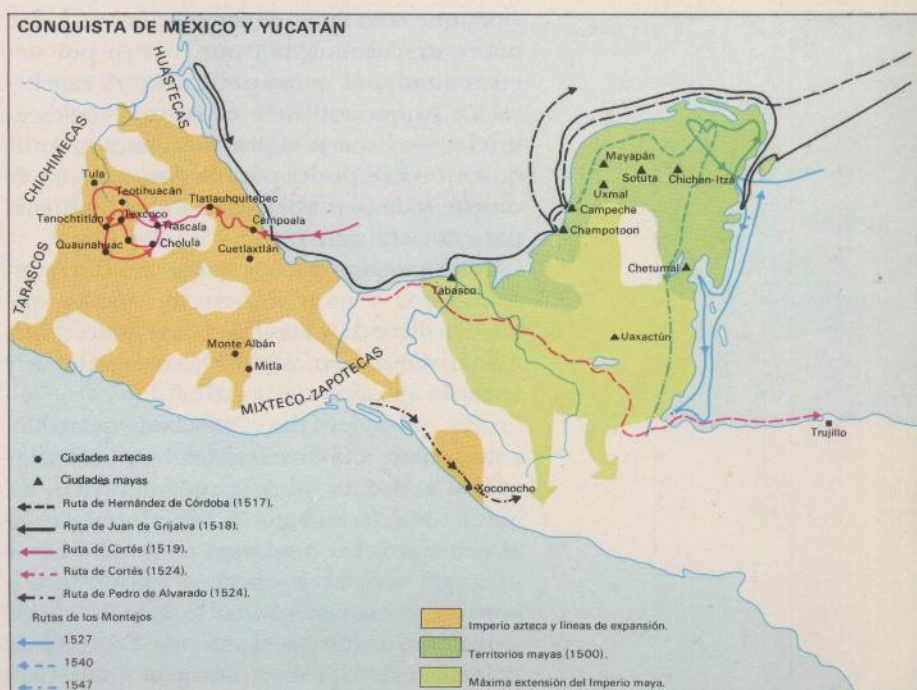 CONQUISTA DE MÉXICO Y YUCATÁN
HUASTECAS
CHICHIMECAS
TARASCOS
Tula
Teotihuacán
Texcoco
Tenochtitlán
Quaunahuac
Tlascala
Cholula
Tlatlauhquitepec
Cempoala
Cuetlaxtlán
Monte Albán
Mitla
MIXTECO-ZAPOTECAS
Xoconocho
Tabasco
Champotoon
Campeche
Mayapán
Uxmal
Sotuta
Chichen-Itzá
Chetumal
Uaxactún
Trujillo
Ciudades aztecas
Ciudades mayas
Ruta de Hernández de Córdoba (1517).
Ruta de Juan de Grijalva (1518).
Ruta de Cortés (1519).
Ruta de Cortés (1524).
Ruta de Pedro de Alvarado (1524).
Rutas de los Montejos
1527
1540
1547
Imperio azteca y líneas de expansión.
Territorios mayas (1500).
Máxima extensión del Imperio maya.